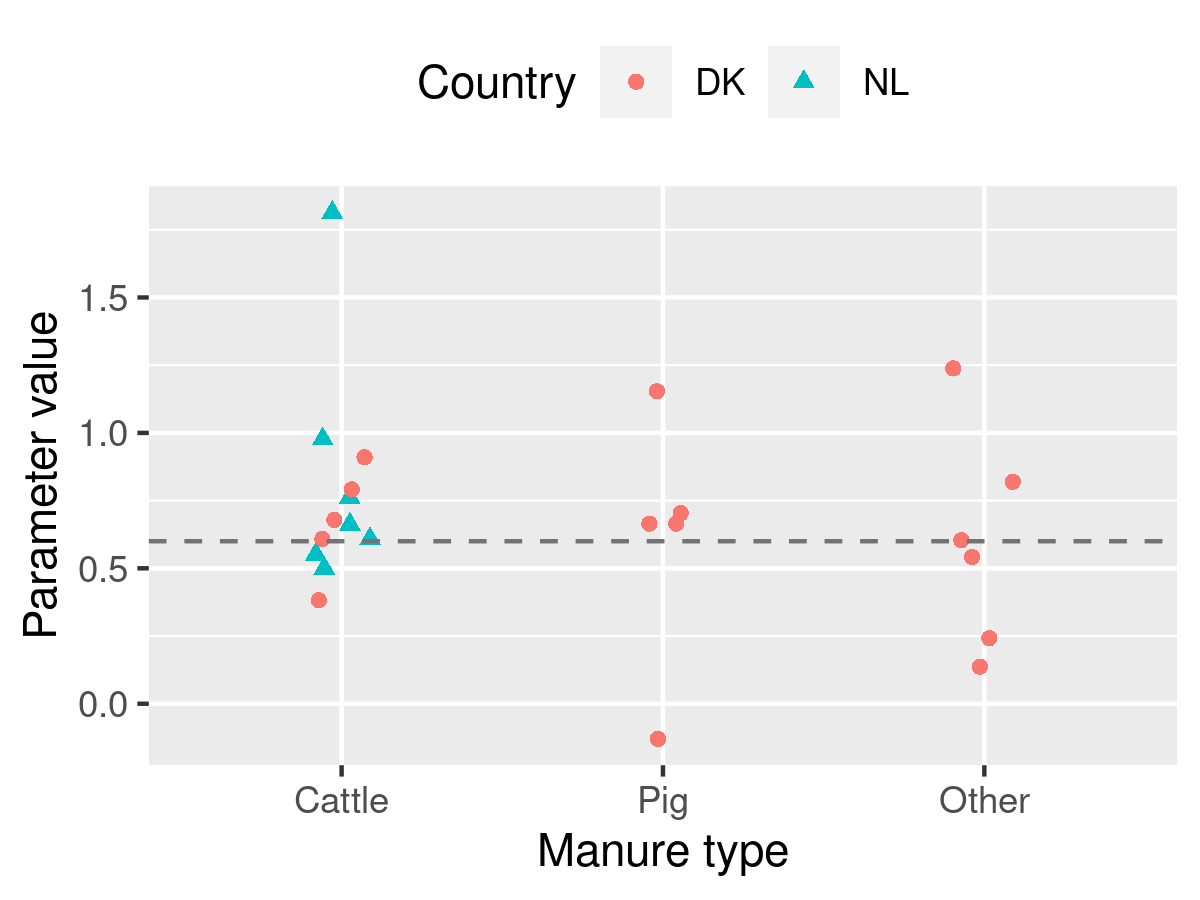 Country DK NL
Parameter value
1.5
1.0
0.5
0.0
Cattle Pig Other
Manure type